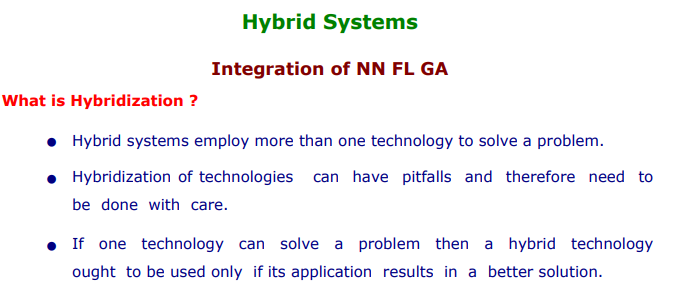 Hybrid Systems
Integration of NN FL GA
What is Hybridization ?
● Hybrid systems employ more than one technology to solve a problem.
● Hybridization of technologies can have pitfalls and therefore need to
be done with care.
● If one technology can solve a problem then a hybrid technology
ought to be used only if its application results in a better solution.